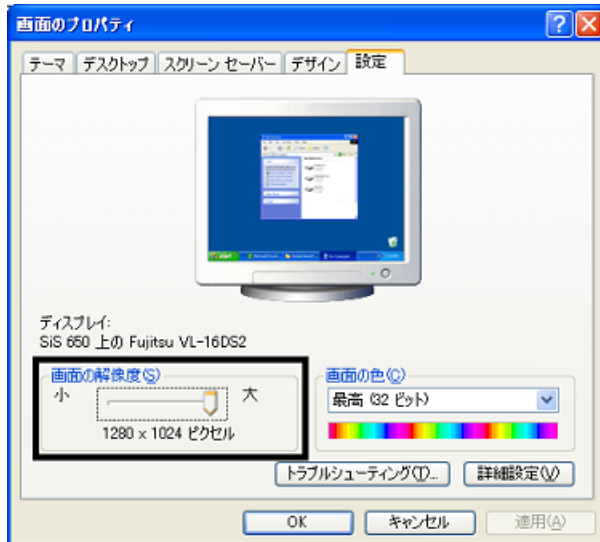 画面のプロパティ
テーマ デスクトップ スクリーン セーバー デザイン 設定
ディスプレイ:
SiS 650 上の Fujitsu VL-16DS2
画面の解像度(S)
小 大
1280 x 1024 ピクセル
画面の色(C)
最高 (32 ビット)
トラブルシューティング(T)... 詳細設定(V)
OK キャンセル 適用(A)